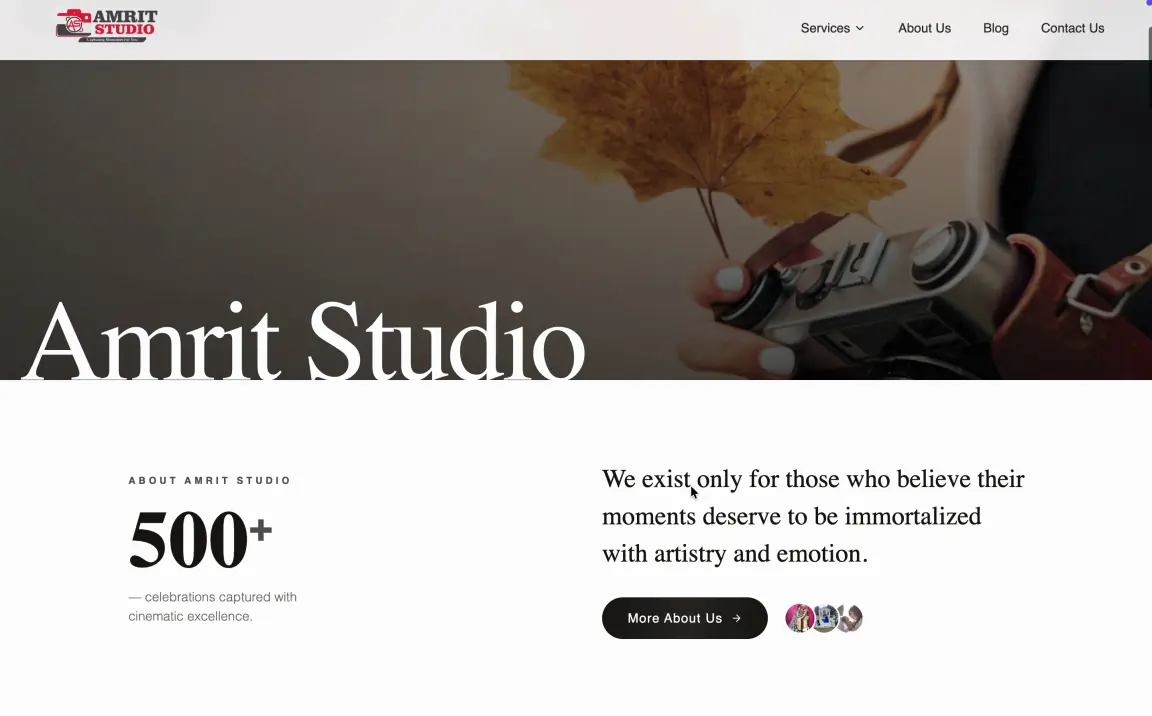 AMRIT
STUDIO
Services
About Us
Blog
Contact Us
Amrit Studio
ABOUT AMRIT STUDIO
500+
— celebrations captured with
cinematic excellence.
We exist only for those who believe their
moments deserve to be immortalized
with artistry and emotion.
More About Us →